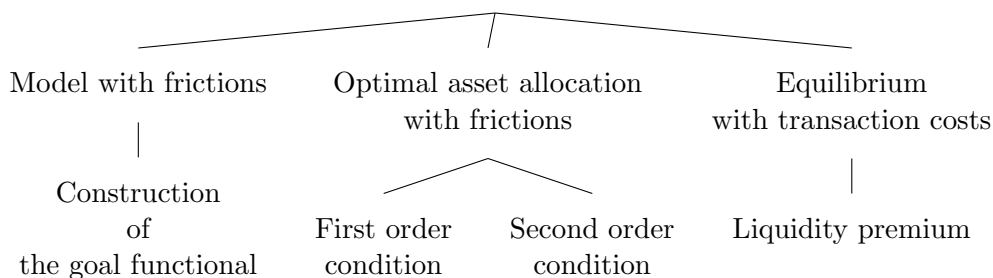 Model with frictions
Optimal asset allocation
with frictions
Equilibrium
with transaction costs
Construction
of
the goal functional
First order
condition
Second order
condition
Liquidity premium